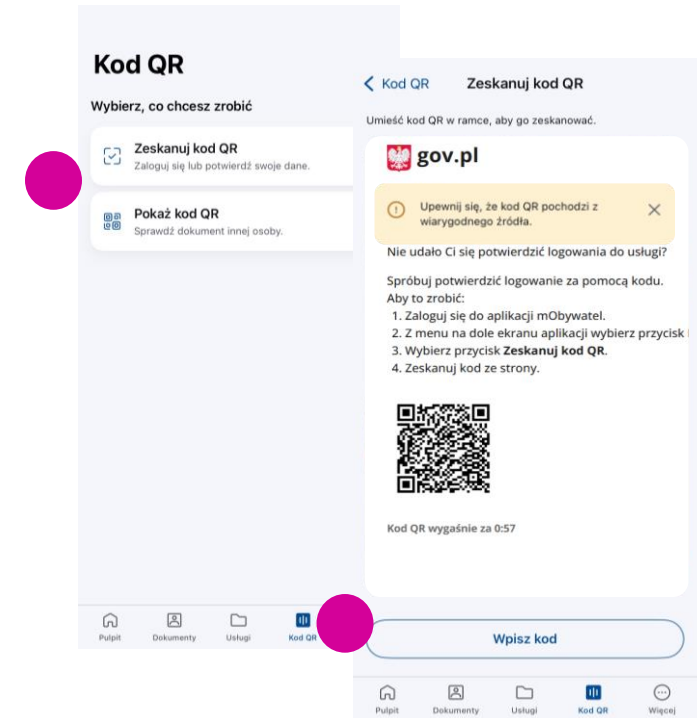 Kod QR
Wybierz, co chcesz zrobić
Zeskanuj kod QR
Zaloguj się lub potwierdź swoje dane.
Pokaż kod QR
Sprawdź dokument innej osoby.
Pulpit
Dokumenty
Usługi
Kod QR
Kod QR
Zeskanuj kod QR
Umieść kod QR w ramce, aby go zeskanować.
gov.pl
Upewnij się, że kod QR pochodzi z
wiarygodnego źródła.
Nie udało Ci się potwierdzić logowania do usługi?
Spróbuj potwierdzić logowanie za pomocą kodu.
Aby to zrobić:
1. Zaloguj się do aplikacji mObywatel.
2. Z menu na dole ekranu aplikacji wybierz przycisk
3. Wybierz przycisk Zeskanuj kod QR.
4. Zeskanuj kod ze strony.
Kod QR wygaśnie za 0:57
Wpisz kod
Pulpit
Dokumenty
Usługi
Kod QR
Więcej